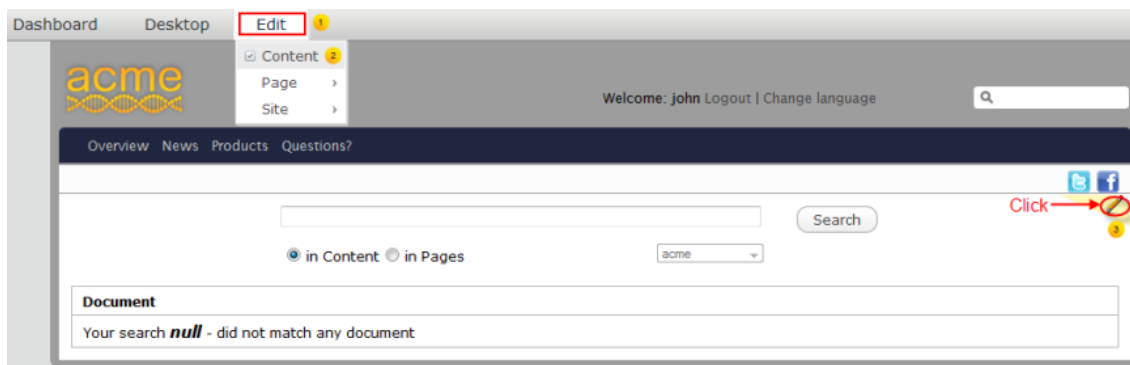 Dashboard Desktop Edit 1
Content 2
Page
Site
acme
Welcome: john Logout | Change language
Overview News Products Questions?
Click
3
Search
in Content in Pages
acme
Document
Your search null - did not match any document